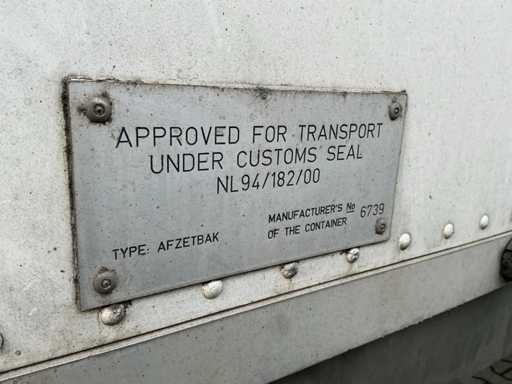 APPROVED FOR TRANSPORT
UNDER CUSTOMS SEAL
NL94/182/00
TYPE: AFZETBAK
MANUFACTURER'S No 6739
OF THE CONTAINER